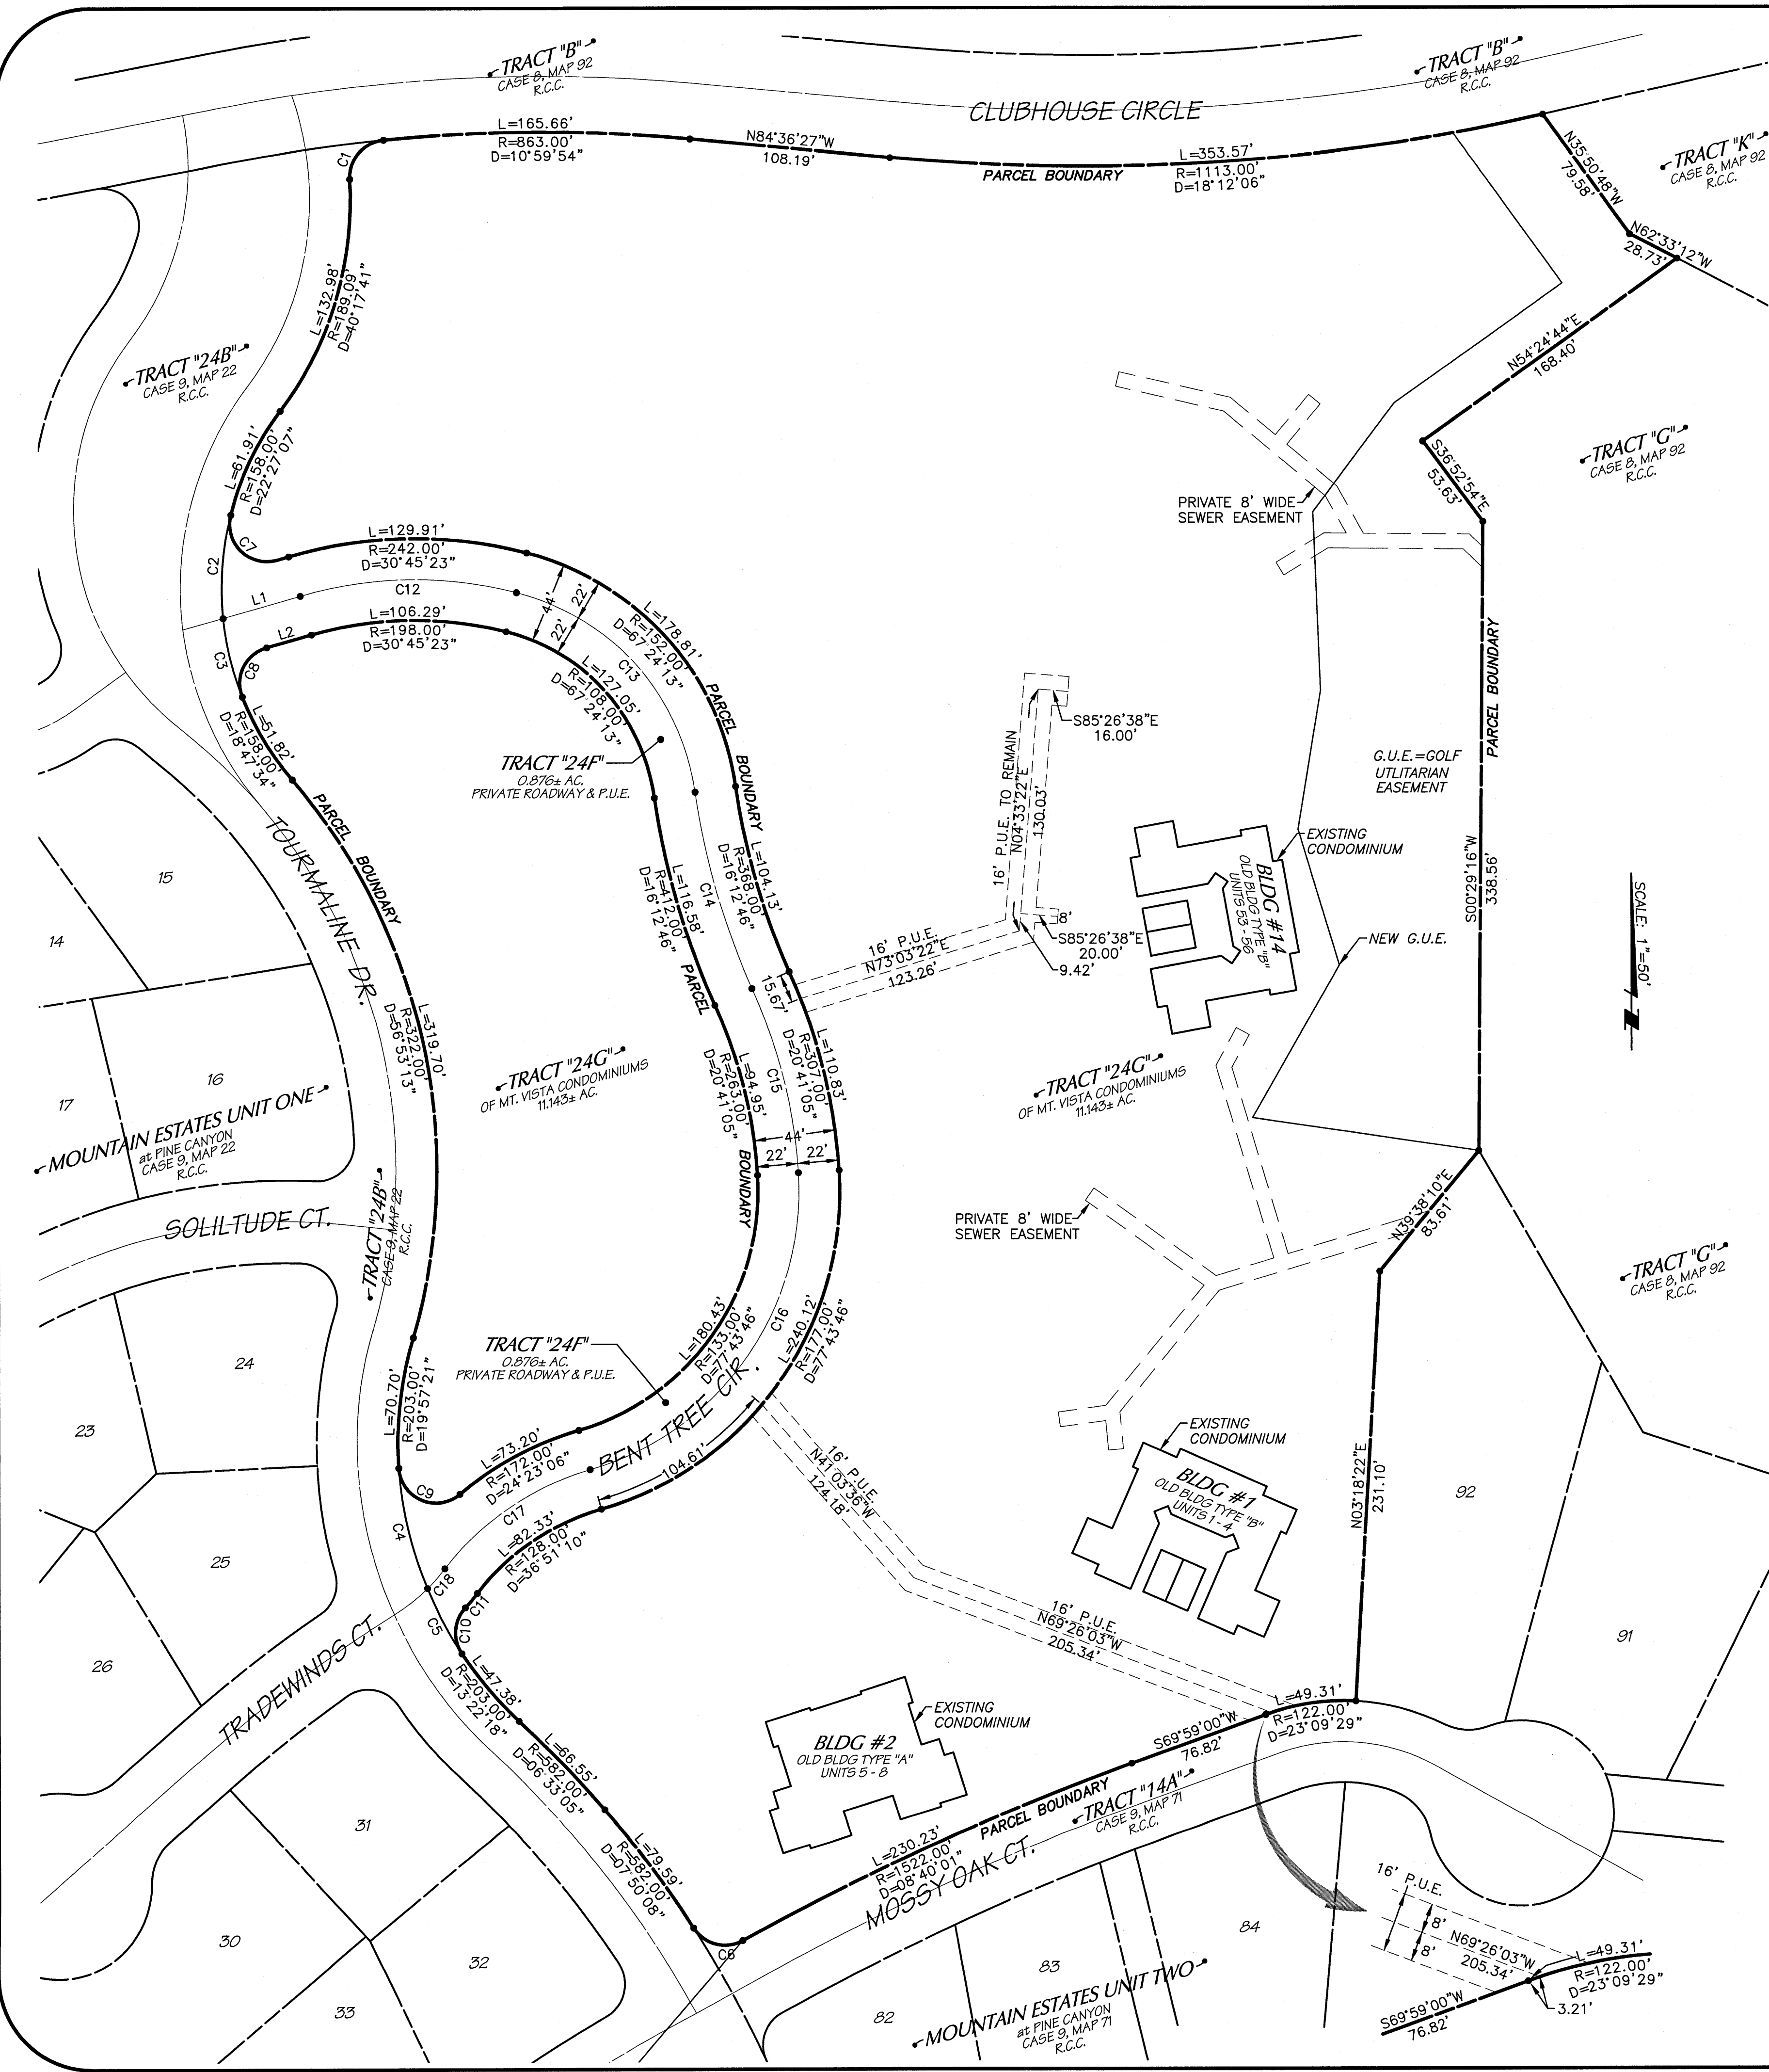 TRACT "B"
CASE 8, MAP 92
R.C.C.
TRACT "B"
CASE 8, MAP 92
R.C.C.
CLUBHOUSE CIRCLE
L=165.66'
R=863.00'
D=10°59'54"
N84°36'27"W
108.19'
PARCEL BOUNDARY
L=353.57'
R=1113.00'
D=18°12'06"
N35°50'48"W
79.58'
TRACT "K"
CASE 8, MAP 92
R.C.C.
N62°33'12"W
28.73'
C1
L=132.98'
R=189.09'
D=40°17'41"
TRACT "24B"
CASE 9, MAP 22
R.C.C.
N54°24'44"E
168.40'
TRACT "G"
CASE 8, MAP 92
R.C.C.
S36°52'54"E
53.63'
L=61.91'
R=158.00'
D=22°27'07"
PRIVATE 8' WIDE
SEWER EASEMENT
C7
C2
L=129.91'
R=242.00'
D=30°45'23"
L1
C12
44'
22'
22'
L2
L=106.29'
R=198.00'
D=30°45'23"
C3
C8
L=178.81'
R=152.00'
D=67°24'13"
C13
L=127.05'
R=108.00'
D=67°24'13"
PARCEL BOUNDARY
L=51.82'
R=158.00'
D=18°47'34"
TRACT "24F"
0.876± AC.
PRIVATE ROADWAY & P.U.E.
S85°26'38"E
16.00'
16' P.U.E. TO REMAIN
N04°33'22"E
130.03'
G.U.E.=GOLF
UTLITARIAN
EASEMENT
PARCEL BOUNDARY
S00°29'16"W
338.56'
PARCEL BOUNDARY
TOURMALINE DR.
15
14
L=104.13'
R=368.00'
D=16°12'46"
C14
L=116.58'
R=412.00'
D=16°12'46"
PARCEL BOUNDARY
EXISTING
CONDOMINIUM
BLDG #14
OLD BLDG TYPE "B"
UNITS 53 - 56
8'
S85°26'38"E
20.00'
9.42'
16' P.U.E.
N73°03'22"E
123.26'
NEW G.U.E.
SCALE: 1"=50'
15.67'
L=319.70'
R=322.00'
D=56°53'13"
TRACT "24G"
OF MT. VISTA CONDOMINIUMS
11.143± AC.
L=94.95'
R=263.00'
D=20°41'05"
C15
L=110.83'
R=307.00'
D=20°41'05"
TRACT "24G"
OF MT. VISTA CONDOMINIUMS
11.143± AC.
16
17
MOUNTAIN ESTATES UNIT ONE
at PINE CANYON
CASE 9, MAP 22
R.C.C.
44'
22'
22'
SOLILTUDE CT.
TRACT "24B"
CASE 9, MAP 22
R.C.C.
PRIVATE 8' WIDE
SEWER EASEMENT
N39°38'10"E
83.61'
TRACT "G"
CASE 8, MAP 92
R.C.C.
24
TRACT "24F"
0.876± AC.
PRIVATE ROADWAY & P.U.E.
L=180.43'
R=133.00'
D=77°43'46"
C16
L=240.12'
R=177.00'
D=77°43'46"
23
L=70.70'
R=203.00'
D=19°57'21"
BENT TREE CIR.
L=73.20'
R=172.00'
D=24°23'06"
104.61'
C9
C17
C4
L=82.33'
R=128.00'
D=36°51'10"
16' P.U.E.
N41°03'36"W
124.18'
EXISTING
CONDOMINIUM
BLDG #1
OLD BLDG TYPE "B"
UNITS 1 - 4
N03°18'22"E
231.10'
92
25
C18
C11
C10
C5
16' P.U.E.
N69°26'03"W
205.34'
91
26
TRADEWINDS CT.
L=47.38'
R=203.00'
D=13°22'18"
EXISTING
CONDOMINIUM
BLDG #2
OLD BLDG TYPE "A"
UNITS 5 - 8
L=49.31'
R=122.00'
D=23°09'29"
S69°59'00"W
76.82'
L=66.55'
R=582.00'
D=06°33'05"
PARCEL BOUNDARY
TRACT "14A"
CASE 9, MAP 71
R.C.C.
31
L=79.59'
R=582.00'
D=07°50'08"
L=230.23'
R=1522.00'
D=08°40'01"
MOSSY OAK CT.
C6
30
32
33
84
83
82
MOUNTAIN ESTATES UNIT TWO
at PINE CANYON
CASE 9, MAP 71
R.C.C.
16' P.U.E.
8'
8'
N69°26'03"W
205.34'
L=49.31'
R=122.00'
D=23°09'29"
3.21'
S69°59'00"W
76.82'